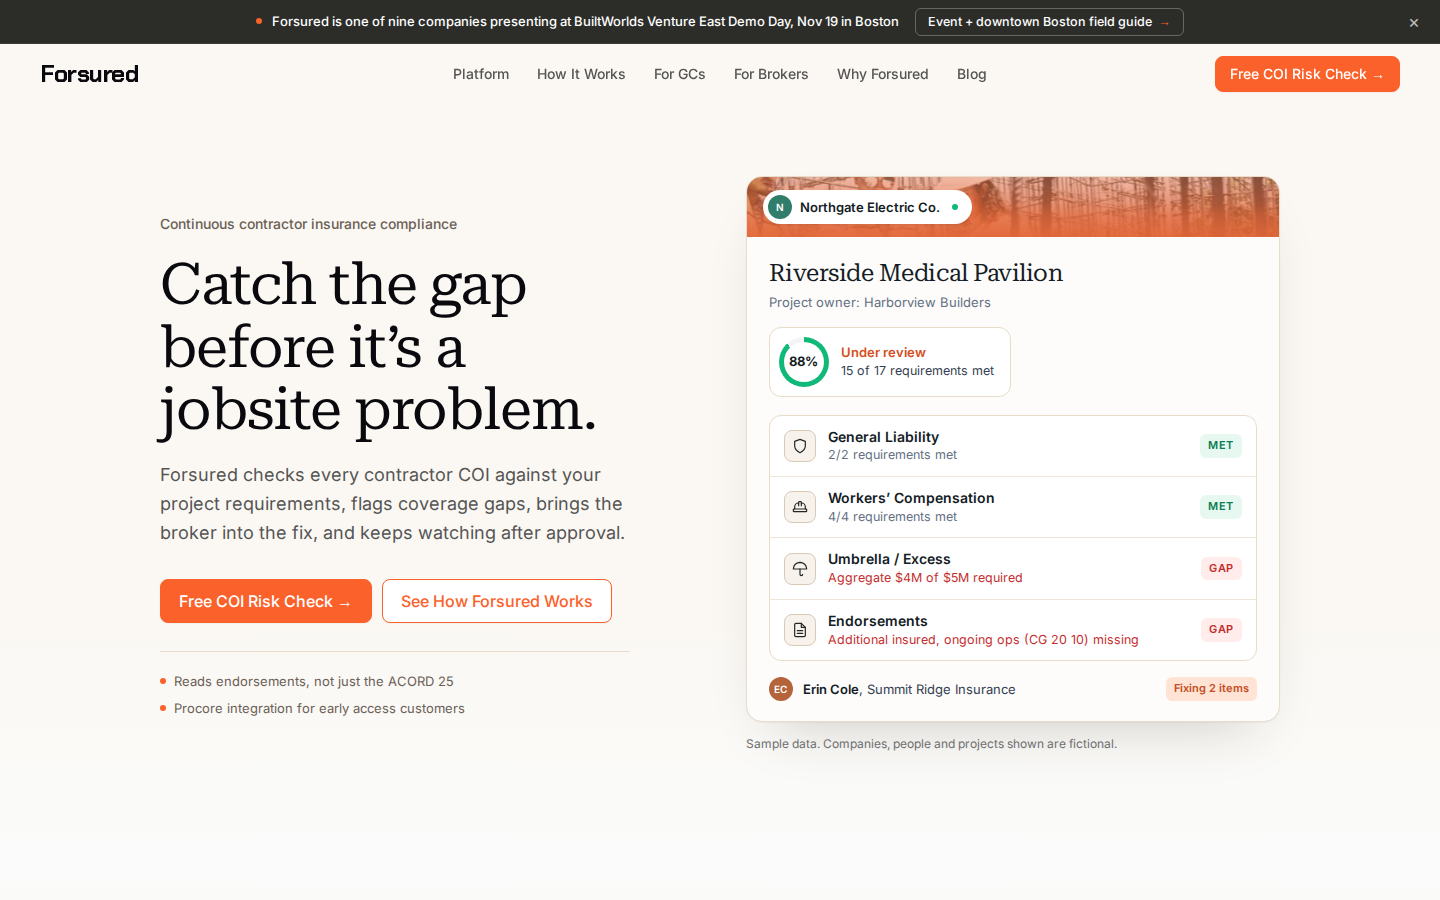 Forsured is one of nine companies presenting at BuiltWorlds Venture East Demo Day, Nov 19 in Boston
Event + downtown Boston field guide →
×
Forsured
Platform
How It Works
For GCs
For Brokers
Why Forsured
Blog
Free COI Risk Check →
Continuous contractor insurance compliance
Catch the gap
before it’s a
jobsite problem.
Forsured checks every contractor COI against your
project requirements, flags coverage gaps, brings the
broker into the fix, and keeps watching after approval.
Free COI Risk Check →
See How Forsured Works
Reads endorsements, not just the ACORD 25
Procore integration for early access customers
N
Northgate Electric Co.
Riverside Medical Pavilion
Project owner: Harborview Builders
88%
Under review
15 of 17 requirements met
General Liability
2/2 requirements met
MET
Workers’ Compensation
4/4 requirements met
MET
Umbrella / Excess
Aggregate $4M of $5M required
GAP
Endorsements
Additional insured, ongoing ops (CG 20 10) missing
GAP
EC
Erin Cole, Summit Ridge Insurance
Fixing 2 items
Sample data. Companies, people and projects shown are fictional.